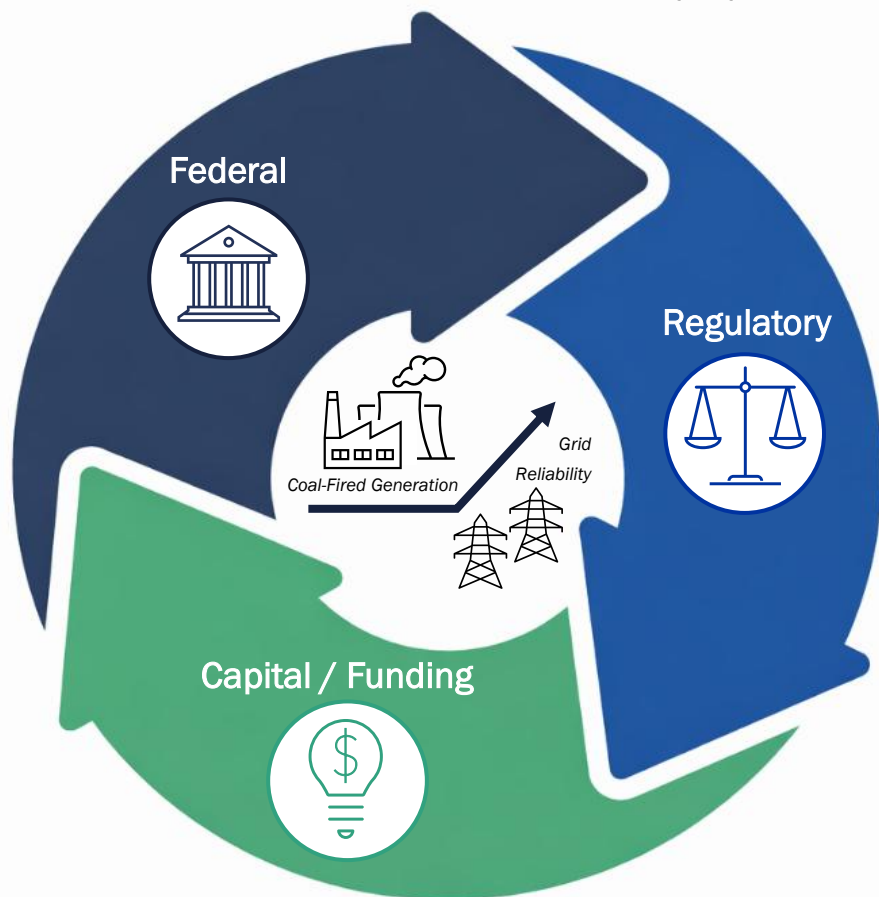 Federal
Regulatory
Grid
Reliability
Coal-Fired Generation
Capital / Funding
$